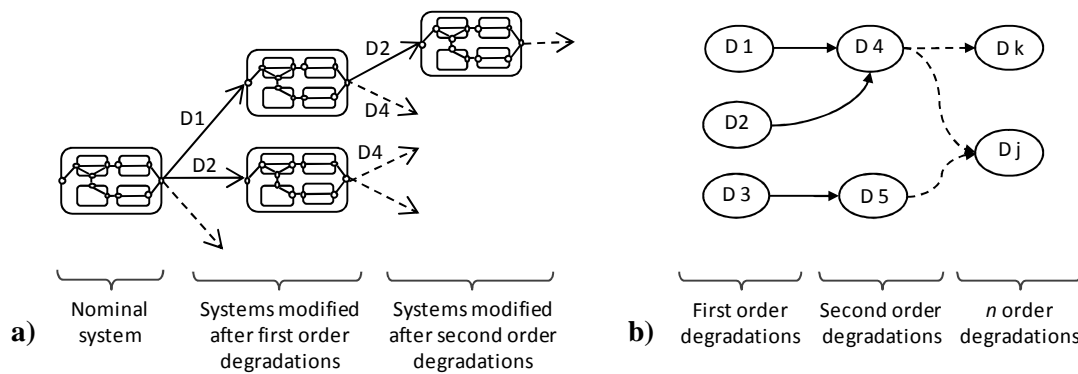 D2
D1
D4
D2
D4
Nominal
system
Systems modified
after first order
degradations
Systems modified
after second order
degradations
a)
D 1
D 4
D k
D2
D j
D 3
D 5
First order
degradations
Second order
degradations
n order
degradations
b)